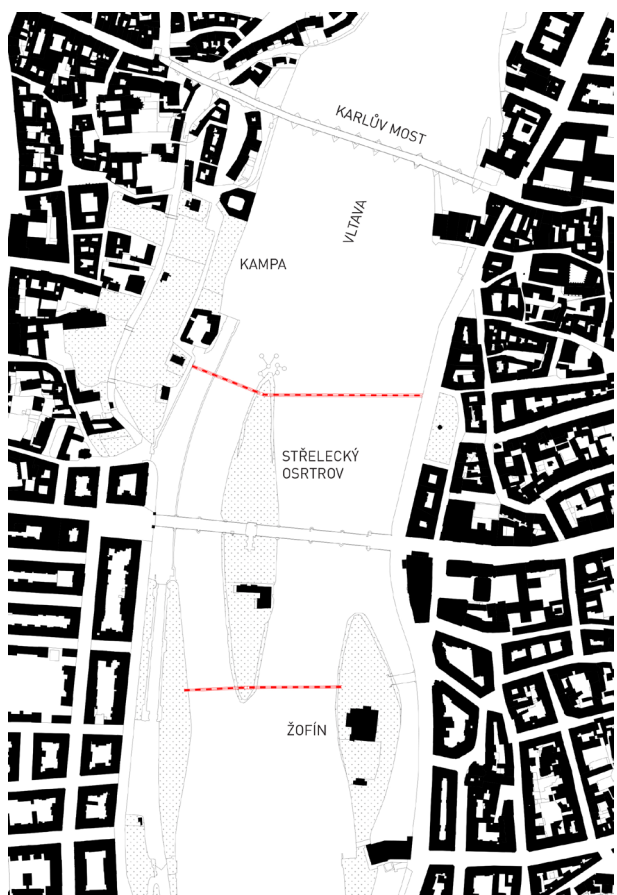 KARLŮV MOST
VLTAVA
KAMPA
STŘELECKÝ
OSRTROV
ŽOFÍN